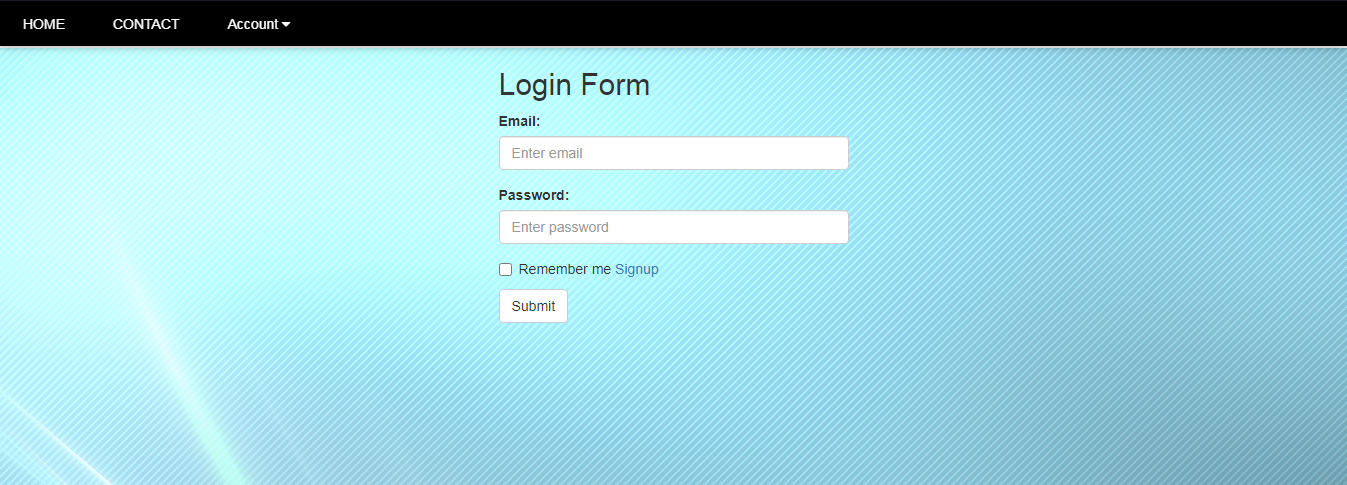 HOME CONTACT Account
Login Form
Email:
Enter email
Password:
Enter password
Remember me Signup
Submit